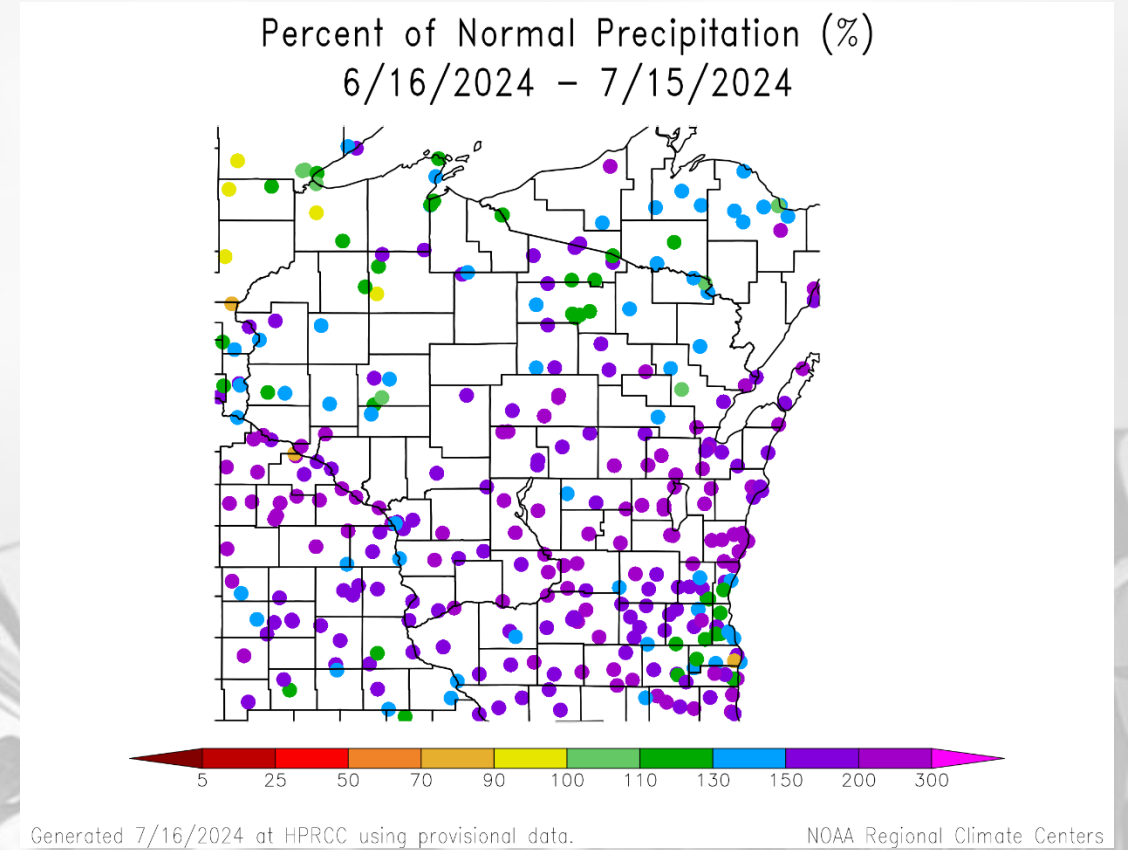 Percent of Normal Precipitation (%)
6/16/2024 – 7/15/2024
5 25 50 70 90 100 110 130 150 200 300
Generated 7/16/2024 at HPRCC using provisional data.
NOAA Regional Climate Centers